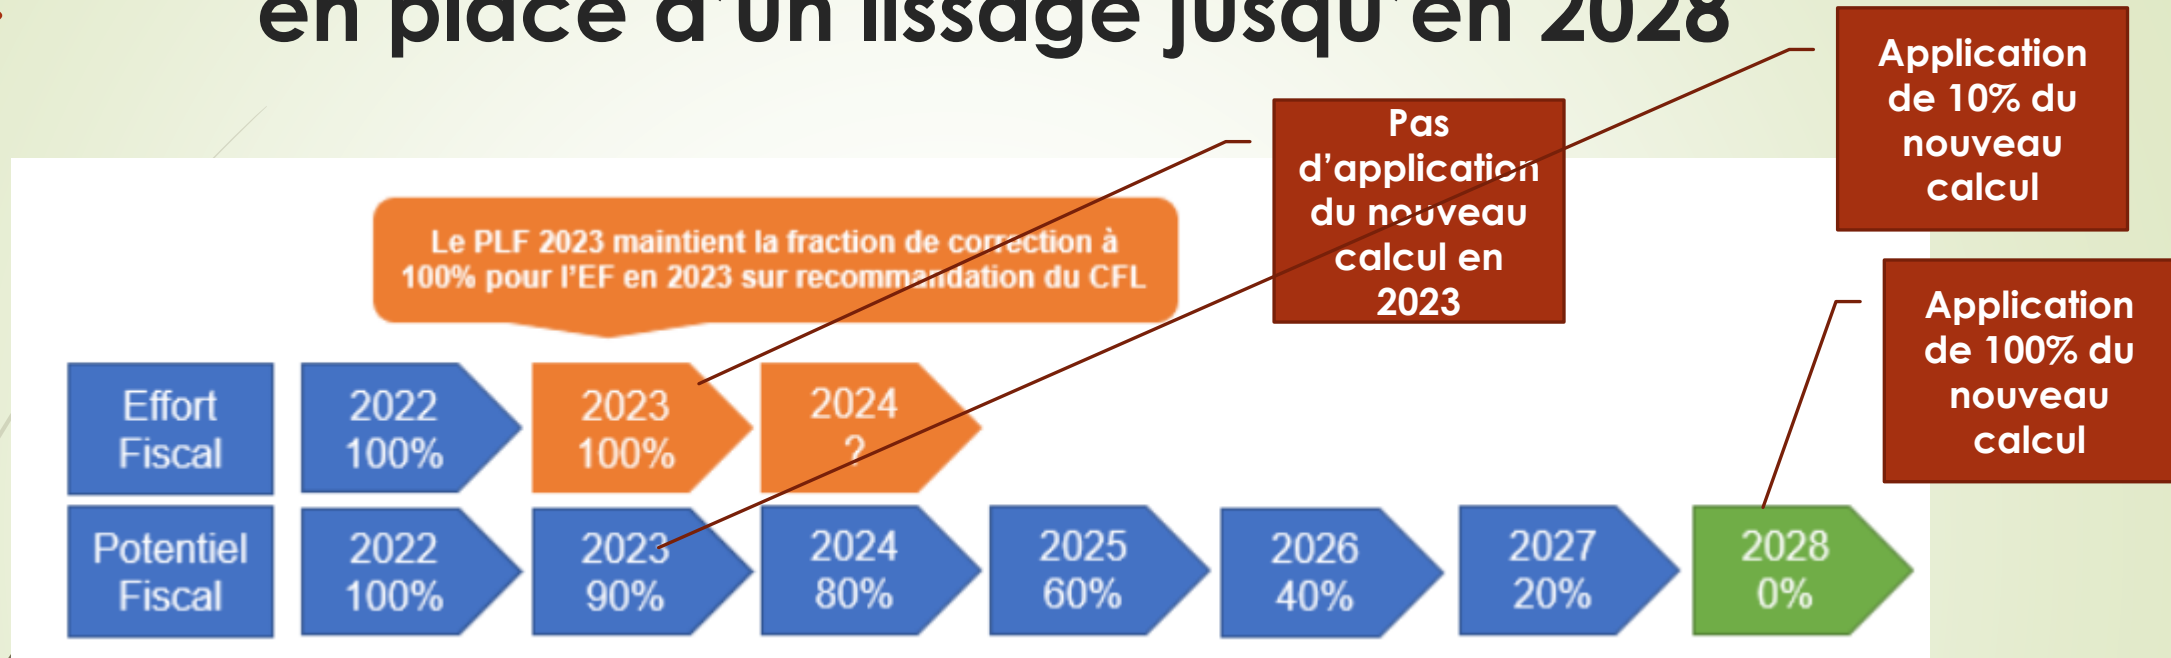 en place d'un lissage jusqu'en 2028
Application
de 10% du
nouveau
calcul
Pas
d'application
du nouveau
calcul en
2023
Le PLF 2023 maintient la fraction de correction à
100% pour l'EF en 2023 sur recommandation du CFL
Application
de 100% du
nouveau
calcul
Effort
Fiscal
2022
100%
2023
100%
2024
?
Potentiel
Fiscal
2022
100%
2023
90%
2024
80%
2025
60%
2026
40%
2027
20%
2028
0%